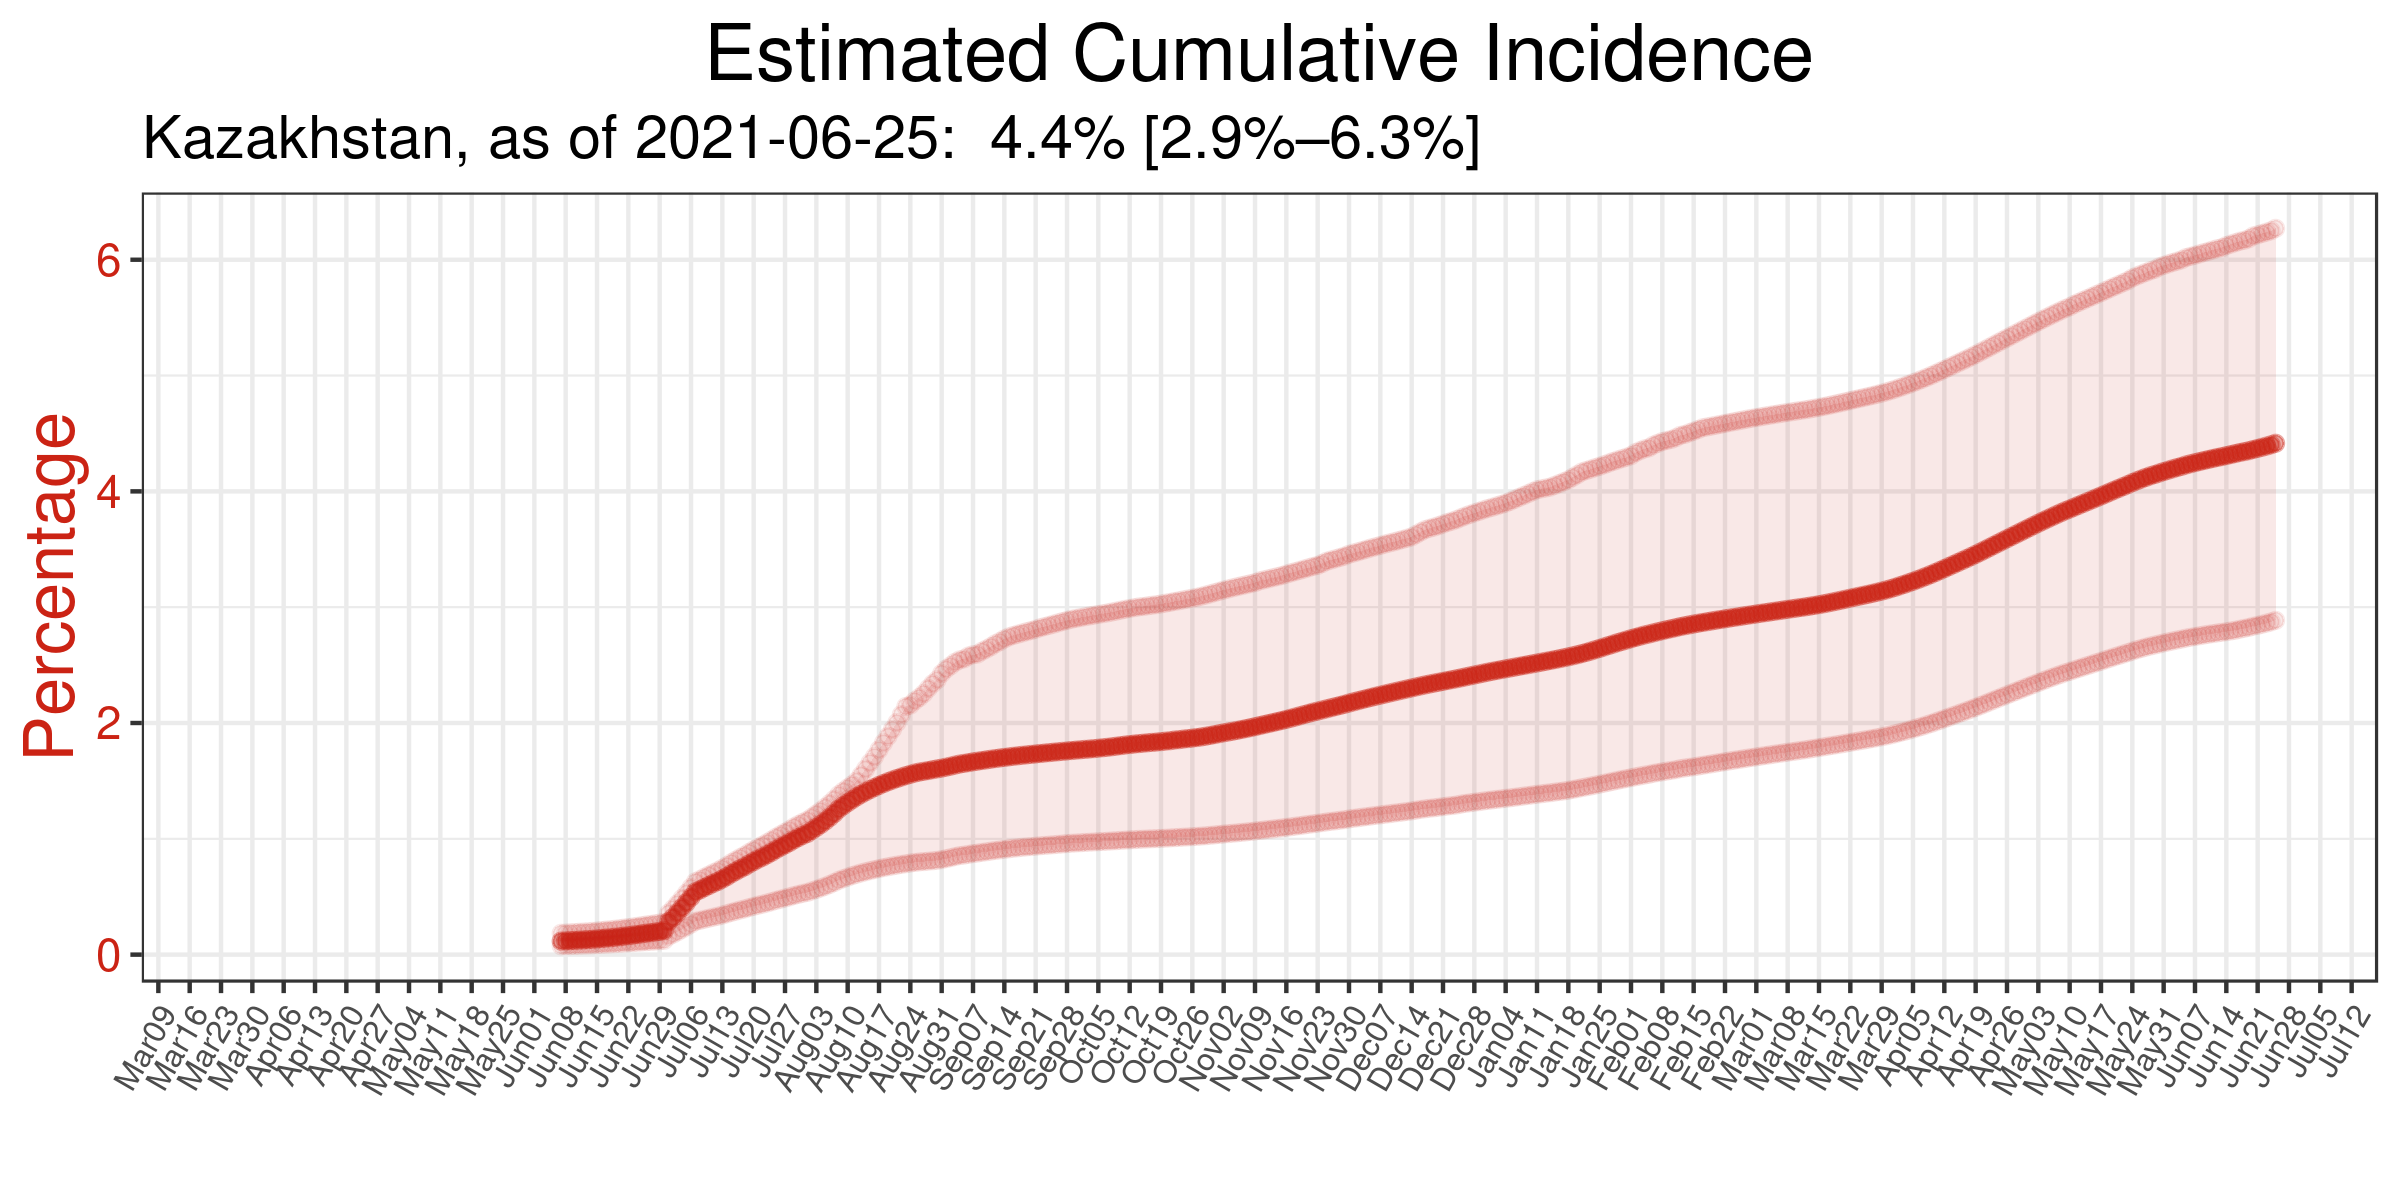 Estimated Cumulative Incidence
Kazakhstan, as of 2021-06-25:  4.4% [2.9%–6.3%]
Percentage
6
4
2
0
Mar09
Mar16
Mar23
Mar30
Apr06
Apr13
Apr20
Apr27
May04
May11
May18
May25
Jun01
Jun08
Jun15
Jun22
Jun29
Jul06
Jul13
Jul20
Jul27
Aug03
Aug10
Aug17
Aug24
Aug31
Sep07
Sep14
Sep21
Sep28
Oct05
Oct12
Oct19
Oct26
Nov02
Nov09
Nov16
Nov23
Nov30
Dec07
Dec14
Dec21
Dec28
Jan04
Jan11
Jan18
Jan25
Feb01
Feb08
Feb15
Feb22
Mar01
Mar08
Mar15
Mar22
Mar29
Apr05
Apr12
Apr19
Apr26
May03
May10
May17
May24
May31
Jun07
Jun14
Jun21
Jun28
Jul05
Jul12